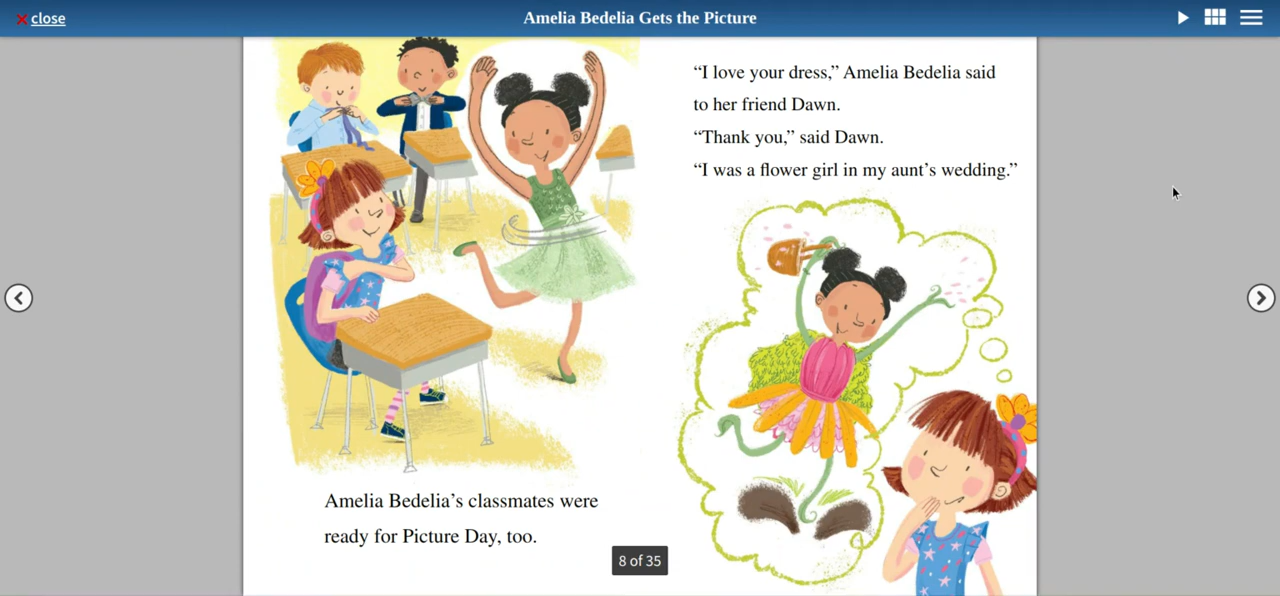 close
Amelia Bedelia Gets the Picture
Amelia Bedelia’s classmates were
ready for Picture Day, too.
“I love your dress,” Amelia Bedelia said
to her friend Dawn.
“Thank you,” said Dawn.
“I was a flower girl in my aunt’s wedding.”
8 of 35